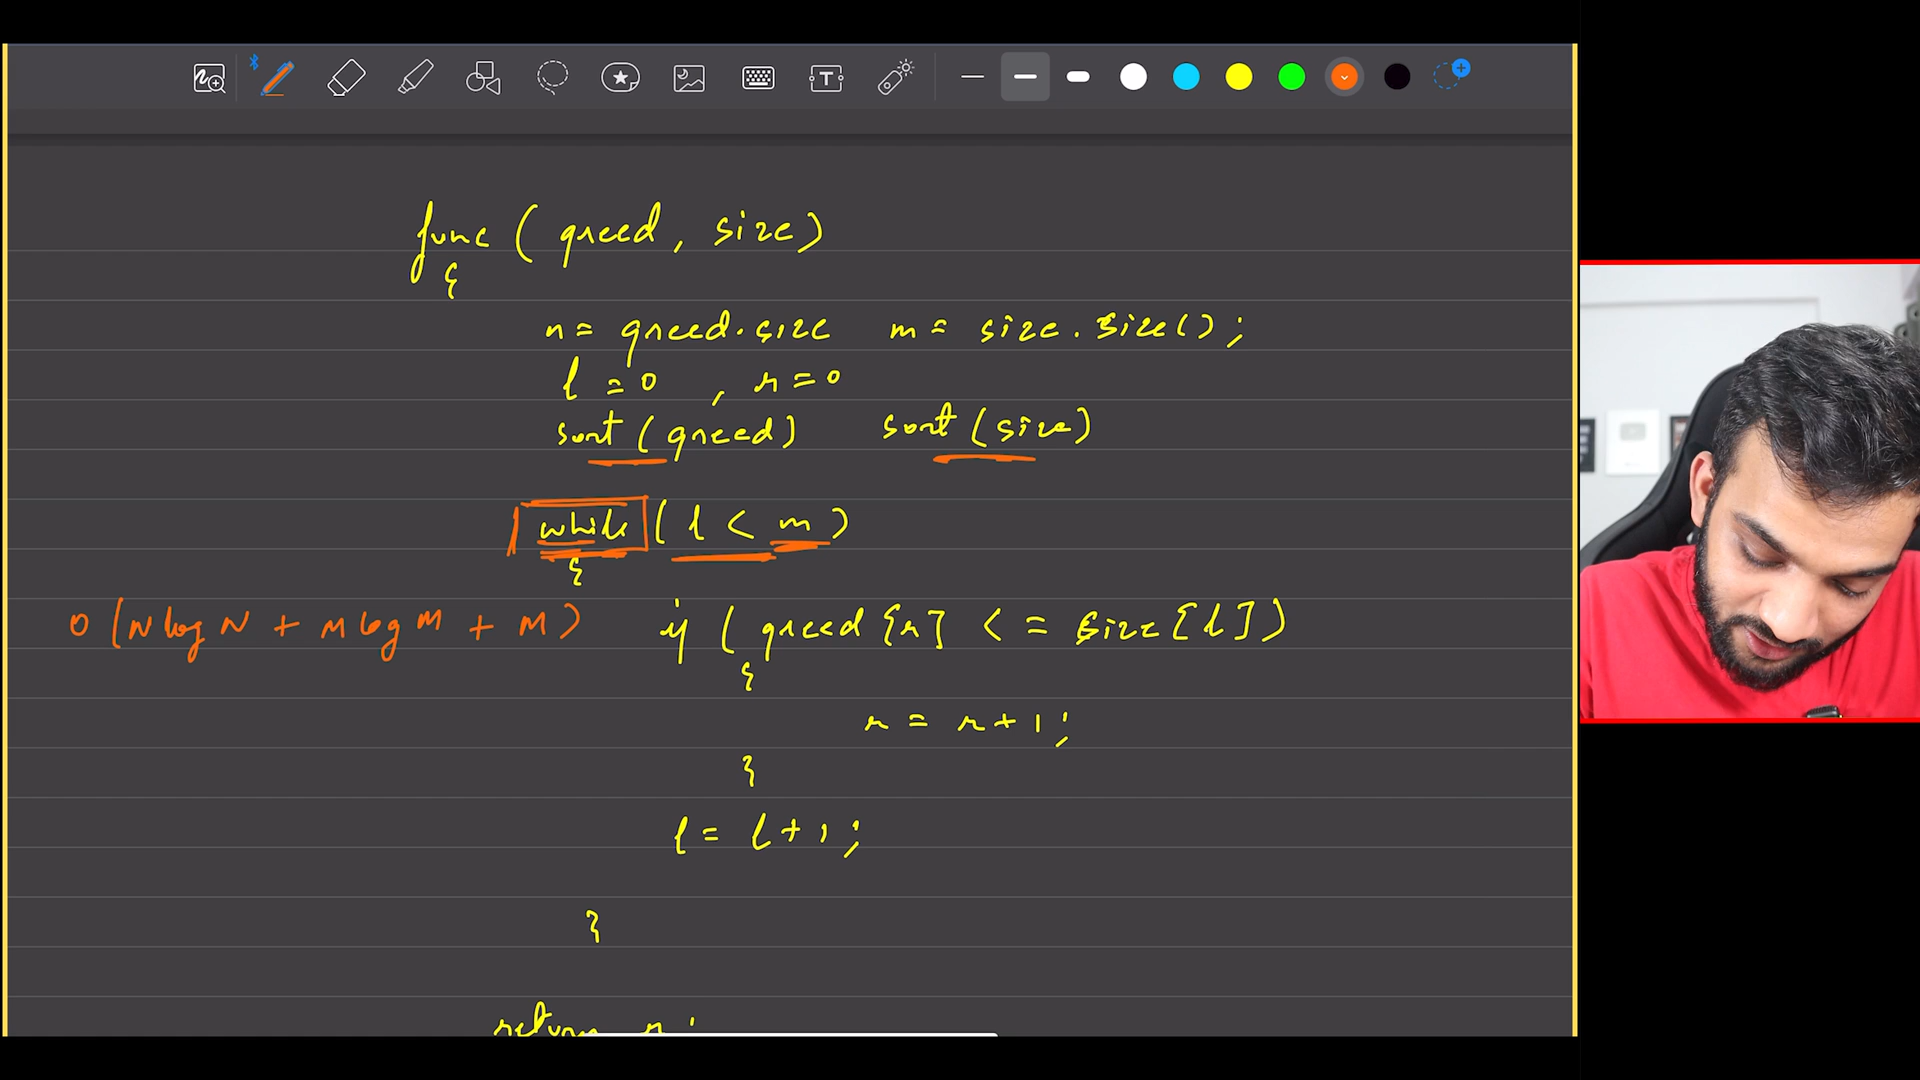 func ( greed, size)
{
n = greed.size m = size.size();
l = 0 , r = 0
sort(greed) sort(size)
while ( l < m )
{
O(N log N + M log M + M) if ( greed[r] <= size[l])
{
r = r + 1;
}
l = l + 1;
}
return r;